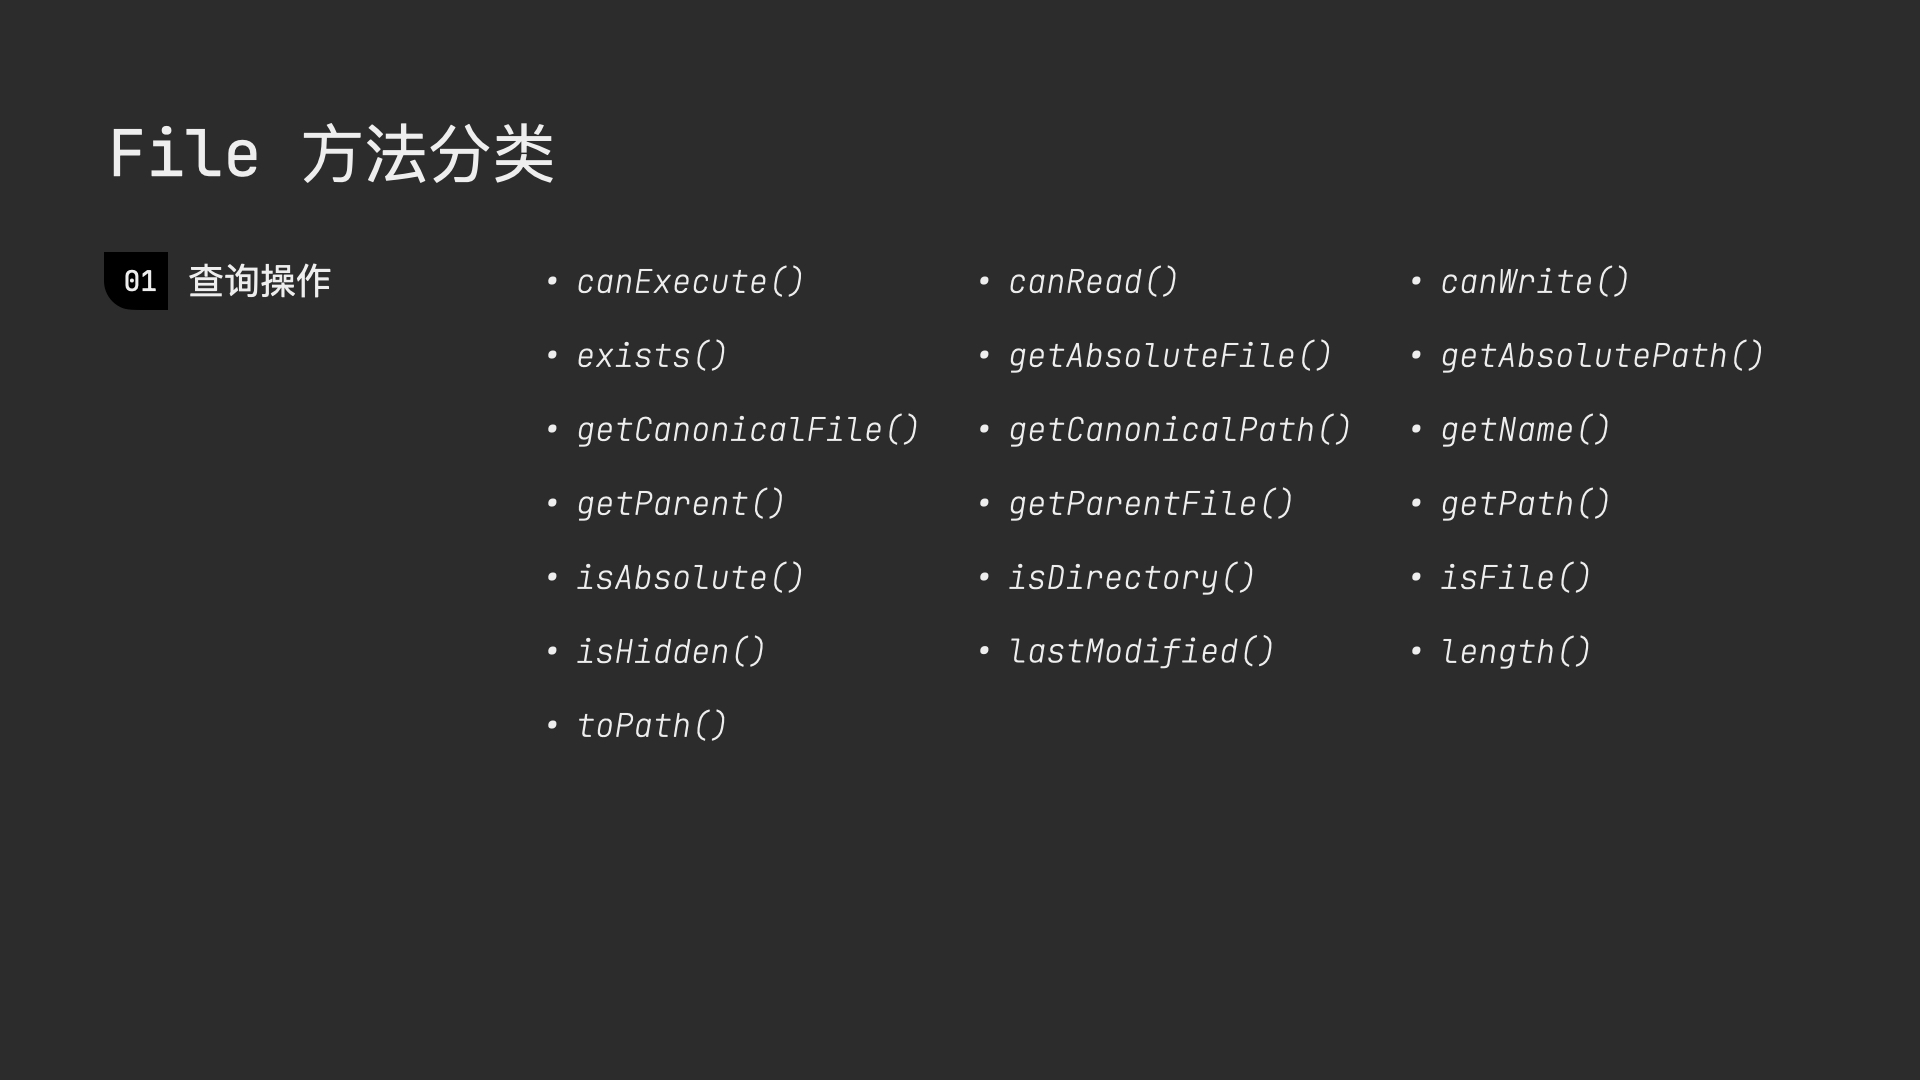 File 方法分类
01 查询操作
• canExecute() • canRead() • canWrite()
• exists() • getAbsoluteFile() • getAbsolutePath()
• getCanonicalFile() • getCanonicalPath() • getName()
• getParent() • getParentFile() • getPath()
• isAbsolute() • isDirectory() • isFile()
• isHidden() • lastModified() • length()
• toPath()